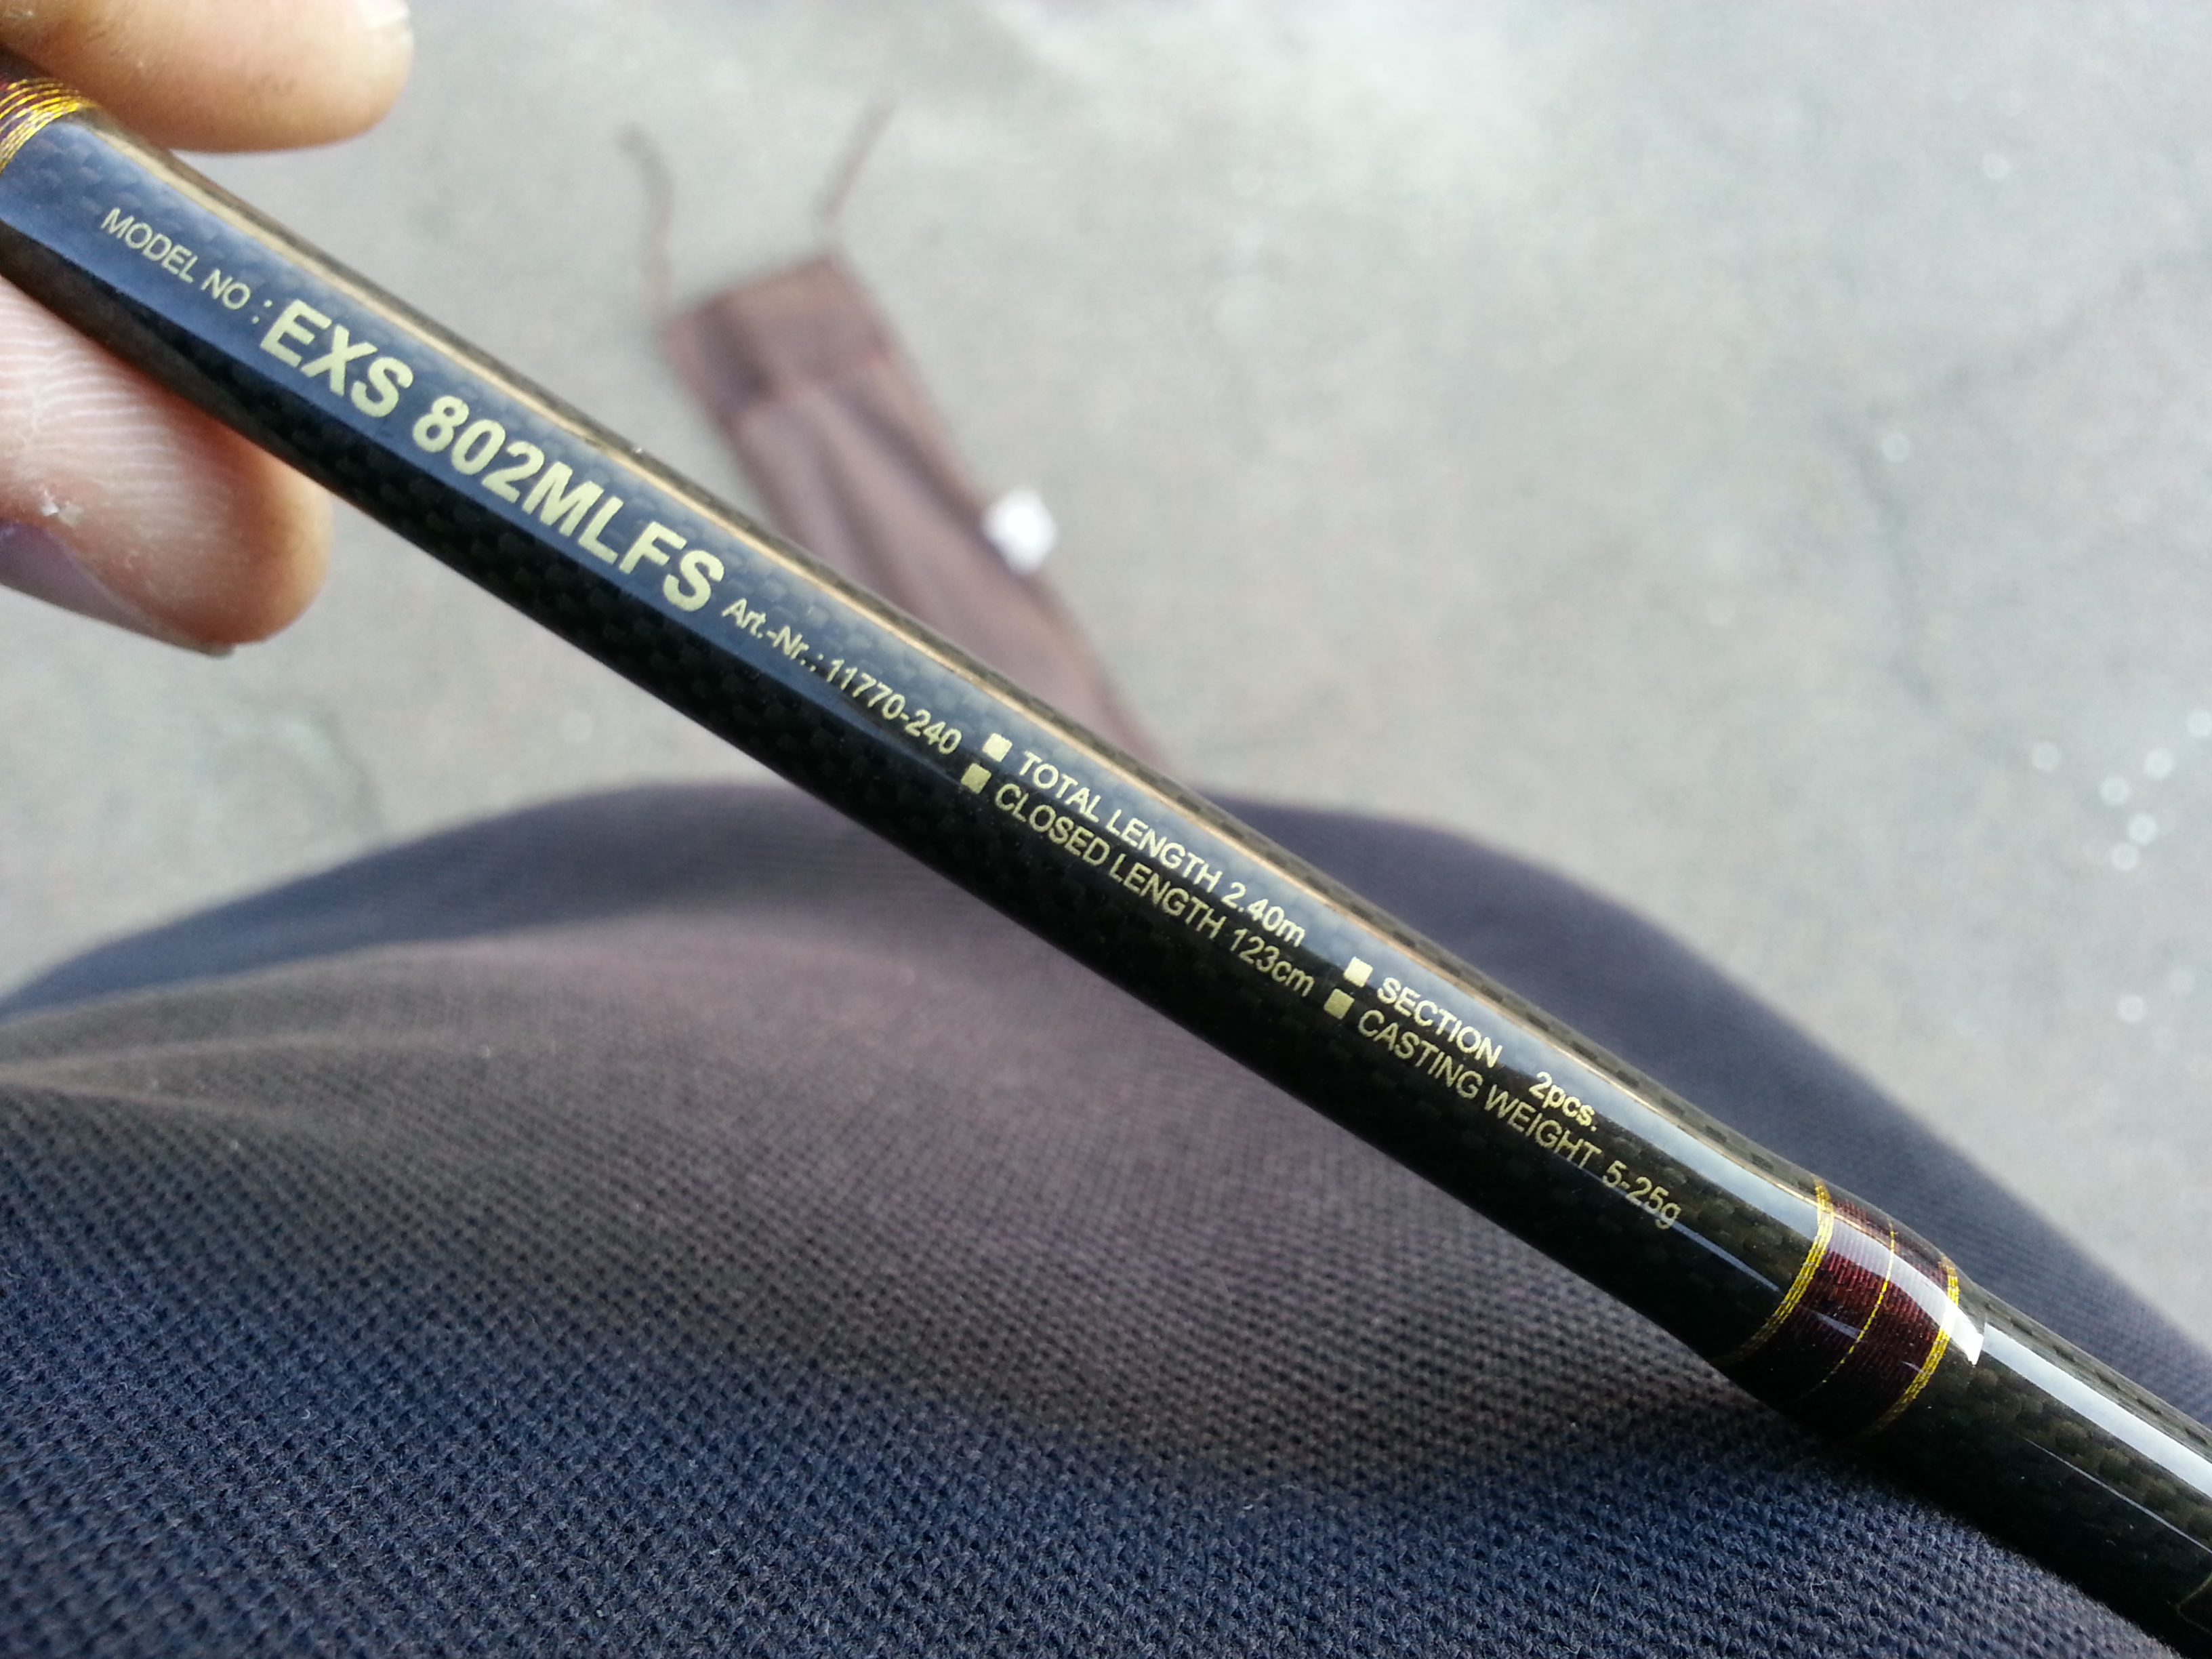 MODEL NO : EXS 802MLFS Art.-Nr.: 11770-240
■ TOTAL LENGTH 2.40m ■ SECTION 2pcs.
■ CLOSED LENGTH 123cm ■ CASTING WEIGHT 5-25g